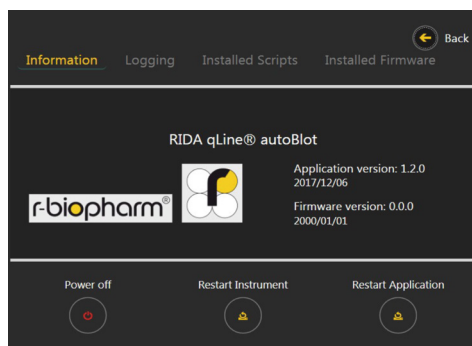 Back
Information Logging Installed Scripts Installed Firmware
RIDA qLine® autoBlot
r-biopharm®
r
Application version: 1.2.0
2017/12/06
Firmware version: 0.0.0
2000/01/01
Power off Restart Instrument Restart Application